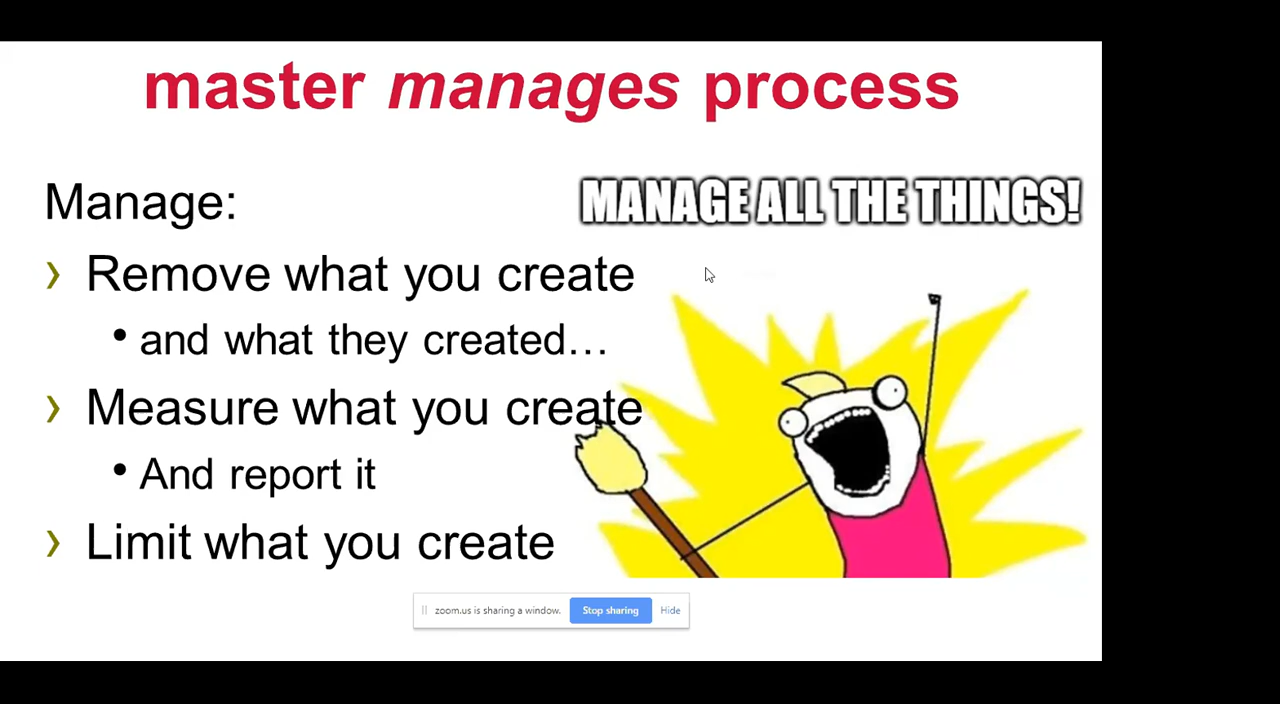 master manages process
Manage:
MANAGE ALL THE THINGS!
› Remove what you create
• and what they created…
› Measure what you create
• And report it
› Limit what you create
zoom.us is sharing a window. Stop sharing Hide